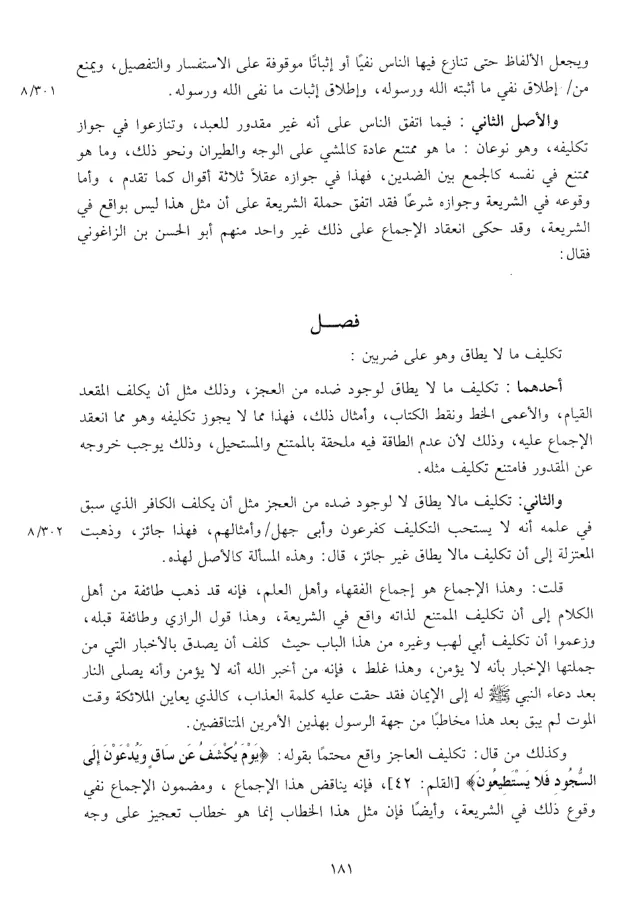 ويجعل الألفاظ حتى تنازع فيها الناس نفيًا أو إثباتًا موقوفة على الاستفسار والتفصيل، ويمنع
من/ إطلاق نفي ما أثبته الله ورسوله، وإطلاق إثبات ما نفى الله ورسوله.
٨/٣٠١
والأصل الثاني : فيما اتفق الناس على أنه غير مقدور للعبد، وتنازعوا في جواز
تكليفه، وهو نوعان : ما هو ممتنع عادة كالمشي على الوجه والطيران ونحو ذلك، وما هو
ممتنع في نفسه كالجمع بين الضدين، فهذا في جوازه عقلاً ثلاثة أقوال كما تقدم ، وأما
وقوعه في الشريعة وجوازه شرعًا فقد اتفق حملة الشريعة على أن مثل هذا ليس بواقع في
الشريعة، وقد حكى انعقاد الإجماع على ذلك غير واحد منهم أبو الحسن بن الزاغوني
فقال:
فصـــل
تكليف ما لا يطاق وهو على ضربين :
أحدهما : تكليف ما لا يطاق لوجود ضده من العجز، وذلك مثل أن يكلف المقعد
القيام، والأعمى الخط ونقط الكتاب، وأمثال ذلك، فهذا مما لا يجوز تكليفه وهو مما انعقد
الإجماع عليه، وذلك لأن عدم الطاقة فيه ملحقة بالممتنع والمستحيل، وذلك يوجب خروجه
عن المقدور فامتنع تكليف مثله.
والثاني: تكليف مالا يطاق لا لوجود ضده من العجز مثل أن يكلف الكافر الذي سبق
في علمه أنه لا يستحب التكليف كفرعون وأبي جهل/ وأمثالهم، فهذا جائز، وذهبت
٨/٣٠٢
المعتزلة إلى أن تكليف مالا يطاق غير جائز، قال: وهذه المسألة كالأصل لهذه.
قلت: وهذا الإجماع هو إجماع الفقهاء وأهل العلم، فإنه قد ذهب طائفة من أهل
الكلام إلى أن تكليف الممتنع لذاته واقع في الشريعة، وهذا قول الرازي وطائفة قبله،
وزعموا أن تكليف أبي لهب وغيره من هذا الباب حيث كلف أن يصدق بالأخبار التي من
جملتها الإخبار بأنه لا يؤمن، وهذا غلط ، فإنه من أخبر الله أنه لا يؤمن وأنه يصلى النار
بعد دعاء النبي ﷺ له إلى الإيمان فقد حقت عليه كلمة العذاب، كالذي يعاين الملائكة وقت
الموت لم يبق بعد هذا مخاطبًا من جهة الرسول بهذين الأمرين المتناقضين.
وكذلك من قال: تكليف العاجز واقع محتمًا بقوله: ﴿يَوْمَ يُكْشَفُ عَن سَاقٍ وَيُدْعَوْنَ إِلَى
السُّجُودِ فَلا يَسْتَطِيعُونَ﴾ [القلم: ٤٢]، فإنه يناقض هذا الإجماع ، ومضمون الإجماع نفي
وقوع ذلك في الشريعة، وأيضًا فإن مثل هذا الخطاب إنما هو خطاب تعجيز على وجه
١٨١